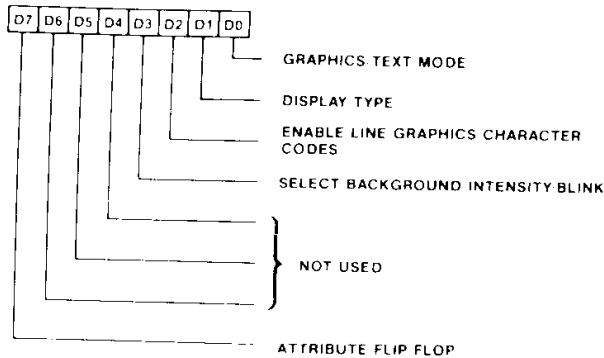 D7 D6 D5 D4 D3 D2 D1 D0
GRAPHICS TEXT MODE
DISPLAY TYPE
ENABLE LINE GRAPHICS CHARACTER
CODES
SELECT BACKGROUND INTENSITY BLINK
NOT USED
ATTRIBUTE FLIP FLOP